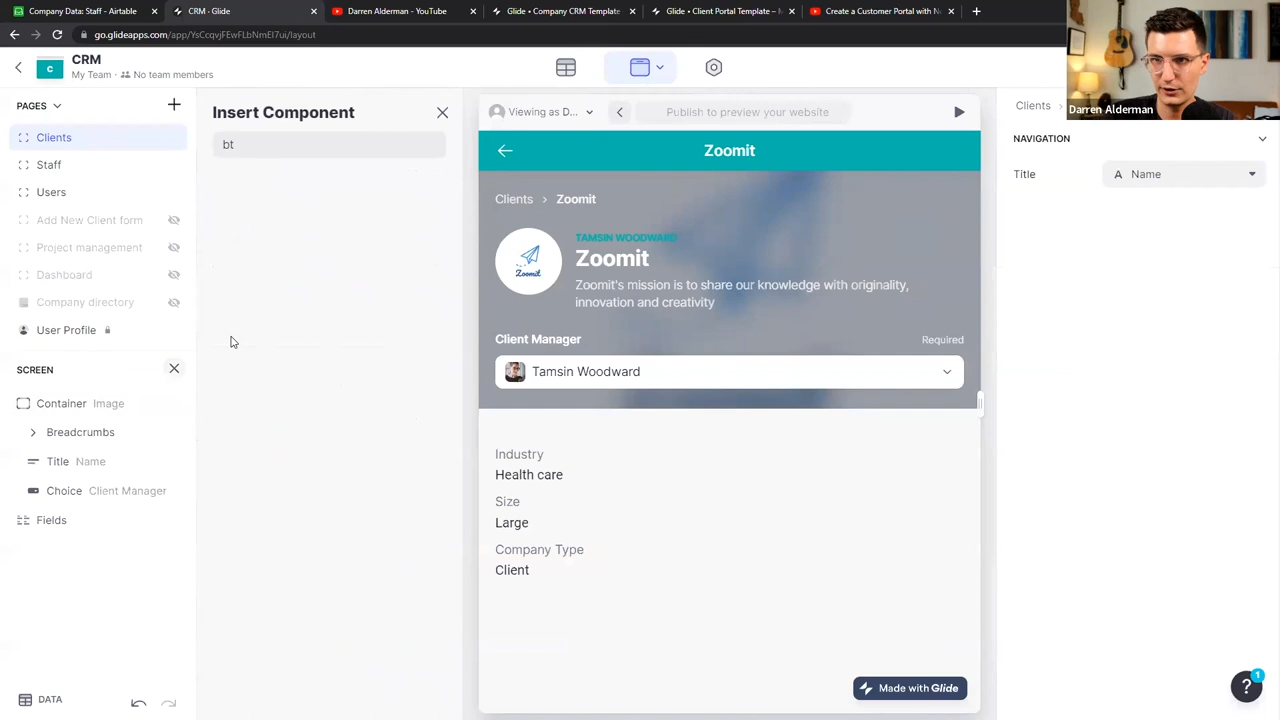 Company Data: Staff - Airtable
CRM · Glide
Darren Alderman - YouTube
Glide • Company CRM Template
Glide • Client Portal Template – M
Create a Customer Portal with N
go.glideapps.com/app/YsCcqvjFEwFLbNmEl7ui/layout
C
CRM
My Team · No team members
PAGES
Clients
Staff
Users
Add New Client form
Project management
Dashboard
Company directory
User Profile
SCREEN
Container Image
Breadcrumbs
Title Name
Choice Client Manager
Fields
DATA
Insert Component
bt
Viewing as D...
Publish to preview your website
Zoomit
Clients > Zoomit
Zoomit
TAMSIN WOODWARD
Zoomit
Zoomit's mission is to share our knowledge with originality,
innovation and creativity
Client Manager
Required
Tamsin Woodward
Industry
Health care
Size
Large
Company Type
Client
Made with Glide
Clients
NAVIGATION
Title
A Name
Darren Alderman
?
1